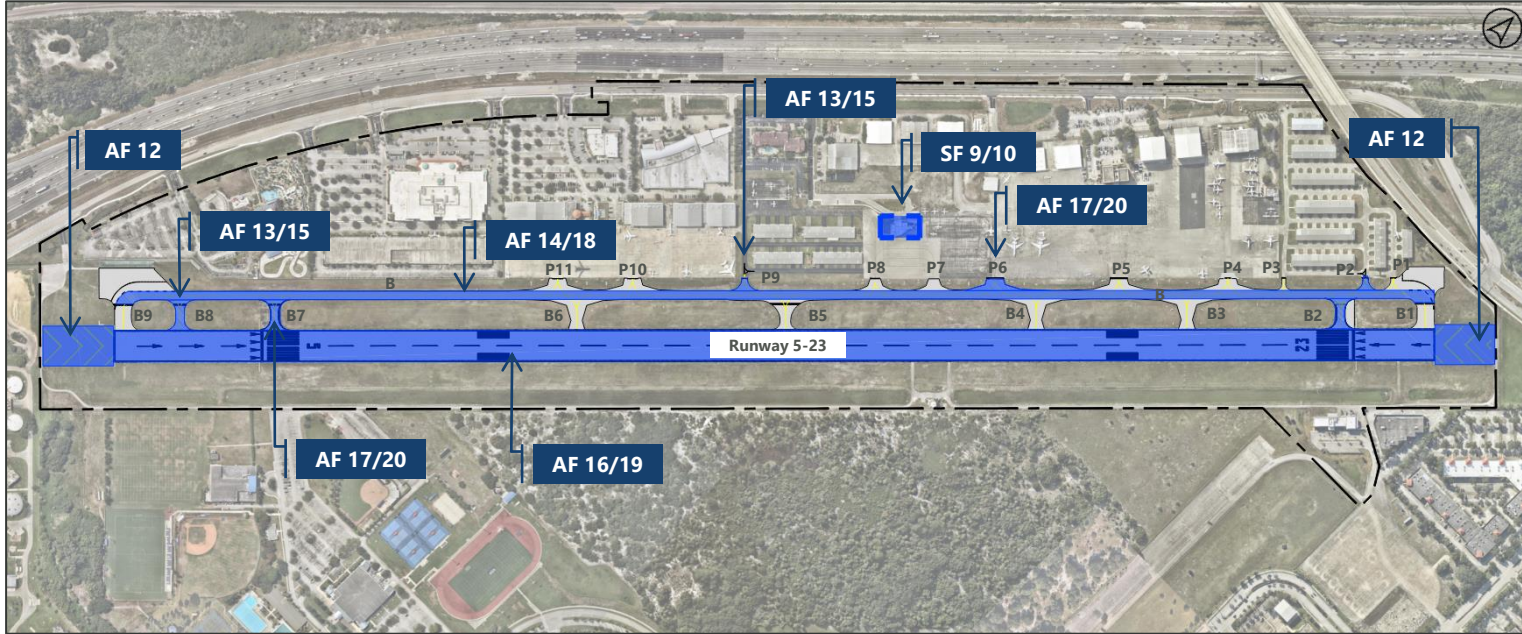 AF 13/15
AF 12
SF 9/10
AF 12
AF 17/20
AF 13/15
AF 14/18
P11
P10
P9
P8
P7
P6
P5
P4
P3
P2
P1
B
B
B9
B8
B7
B6
B5
B4
B3
B2
B1
5
Runway 5-23
23
AF 17/20
AF 16/19